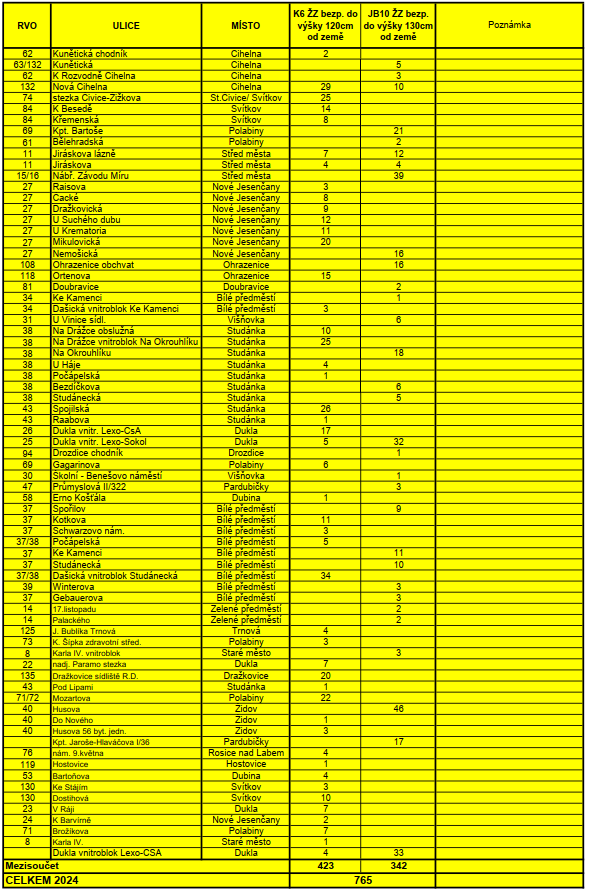 RVO ULICE MÍSTO K6 ŽZ bezp. do výšky 120cm od země JB10 ŽZ bezp. do výšky 130cm od země Poznámka
62 Kunětická chodník Cihelna 2
63/132 Kunětická Cihelna 5
62 K Rozvodně Cihelna Cihelna 3
132 Nová Cihelna Cihelna 29 10
74 stezka Civice-Zižkova St.Civice/ Svítkov 25
84 K Besedě Svítkov 14
84 Křemenská Svítkov 8
69 Kpt. Bartoše Polabiny 21
61 Bělehradská Polabiny 2
11 Jiráskova lázně Střed města 7 12
11 Jiráskova Střed města 4 4
15/16 Nábř. Závodu Míru Střed města 39
27 Raisova Nové Jesenčany 3
27 Cacké Nové Jesenčany 8
27 Dražkovická Nové Jesenčany 9
27 U Suchého dubu Nové Jesenčany 12
27 U Krematoria Nové Jesenčany 11
27 Mikulovická Nové Jesenčany 20
27 Nemošická Nové Jesenčany 16
108 Ohrazenice obchvat Ohrazenice 16
118 Ortenova Ohrazenice 15
81 Doubravice Doubravice 2
34 Ke Kamenci Bílé předměstí 1
34 Dašická vnitroblok Ke Kamenci Bílé předměstí 3
31 U Vinice sídl. Višňovka 6
38 Na Drážce obslužná Studánka 10
38 Na Drážce vnitroblok Na Okrouhlíku Studánka 25
38 Na Okrouhlíku Studánka 18
38 U Háje Studánka 4
38 Počápelská Studánka 1
38 Bezdíčkova Studánka 6
38 Studánecká Studánka 5
43 Spojilská Studánka 26
43 Raabova Studánka 1
26 Dukla vnitr. Lexo-CsA Dukla 17
25 Dukla vnitr. Lexo-Sokol Dukla 5 32
94 Drozdice chodník Drozdice 1
69 Gagarinova Polabiny 6
30 Školní - Benešovo náměstí Višňovka 1
47 Průmyslová II/322 Pardubičky 3
58 Erno Košťála Dubina 1
37 Spořilov Bílé předměstí 9
37 Kotkova Bílé předměstí 11
37 Schwarzovo nám. Bílé předměstí 3
37/38 Počápelská Bílé předměstí 5
37 Ke Kamenci Bílé předměstí 11
37 Studánecká Bílé předměstí 10
37/38 Dašická vnitroblok Studánecká Bílé předměstí 34
39 Winterova Bílé předměstí 3
37 Gebauerova Bílé předměstí 3
14 17.listopadu Zelené předměstí 2
14 Palackého Zelené předměstí 2
125 J. Bublíka Trnová Trnová 4
73 K. Šípka zdravotní střed. Polabiny 3
8 Karla IV. vnitroblok Staré město 3
22 nadj. Paramo stezka Dukla 7
135 Dražkovice sídliště R.D. Dražkovice 20
43 Pod Lipami Studánka 1
71/72 Mozartova Polabiny 22
40 Husova Zidov 46
40 Do Nového Zidov 1
40 Husova 56 byt. jedn. Zidov 3
Kpt. Jaroše-Hlaváčova I/36 Pardubičky 17
76 nám. 9.května Rosice nad Labem 4
119 Hostovice Hostovice 1
53 Bartoňova Dubina 4
130 Ke Stájím Svítkov 3
130 Dostihová Svítkov 10
23 V Ráji Dukla 7
24 K Barvírně Nové Jesenčany 2
71 Brožíkova Polabiny 7
8 Karla IV. Staré město 1
Dukla vnitroblok Lexo-CSA Dukla 4 33
Mezisoučet 423 342
CELKEM 2024 765